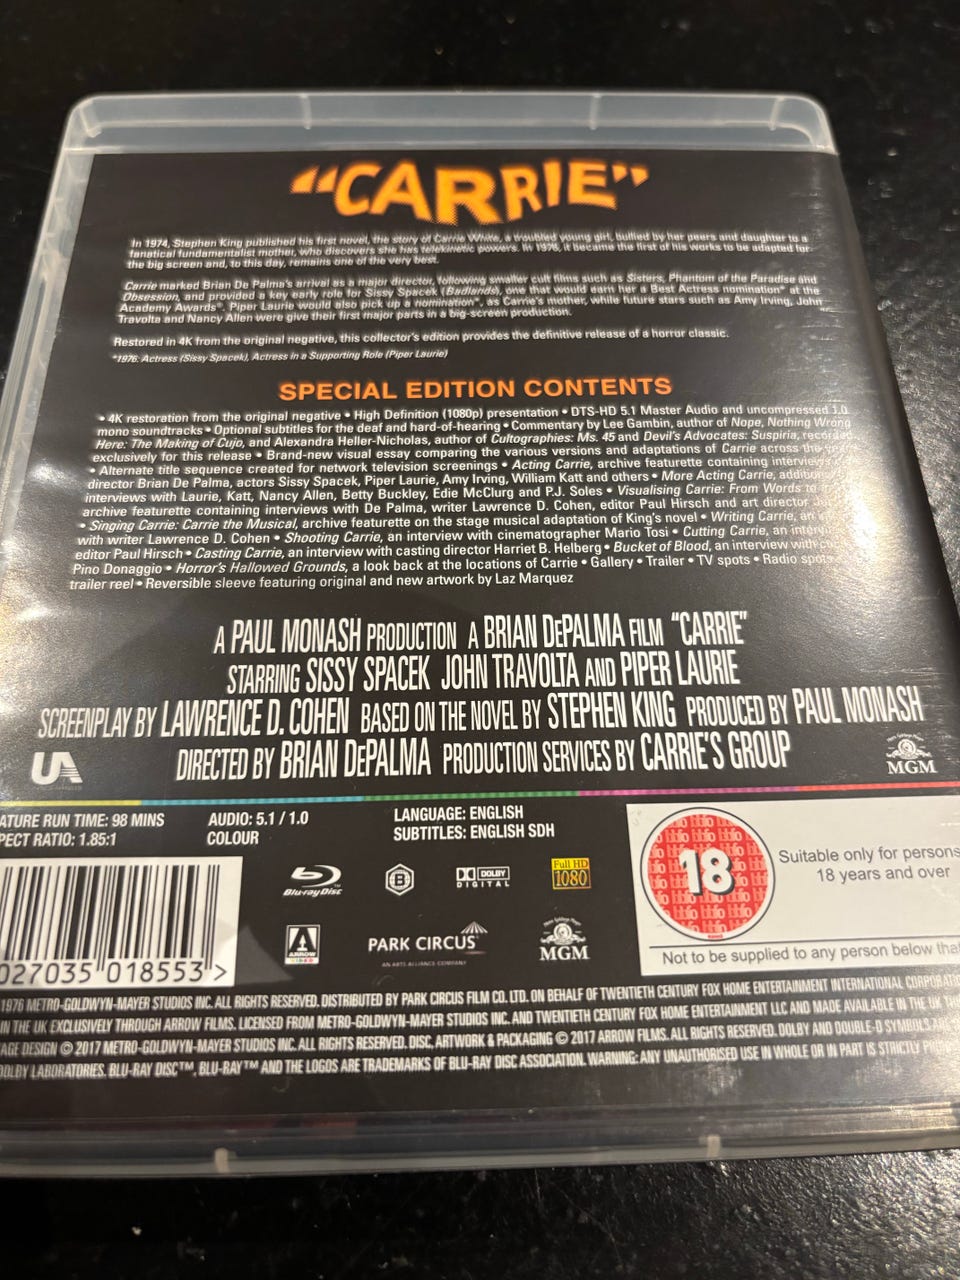 "CARRIE"
In 1974, Stephen King published his first novel, the story of Carrie White, a troubled young girl, bullied by her peers and daughter to a
fanatical fundamentalist mother, who discovers she has telekinetic powers. In 1976, it became the first of his works to be adapted for
the big screen and, to this day, remains one of the very best.
Carrie marked Brian De Palma's arrival as a major director, following smaller cult films such as Sisters, Phantom of the Paradise and
Obsession, and provided a key early role for Sissy Spacek (Badlands), one that would earn her a Best Actress nomination* at the
Academy Awards®. Piper Laurie would also pick up a nomination*, as Carrie's mother, while future stars such as Amy Irving, John
Travolta and Nancy Allen were give their first major parts in a big-screen production.
Restored in 4K from the original negative, this collector's edition provides the definitive release of a horror classic.
*1976: Actress (Sissy Spacek), Actress in a Supporting Role (Piper Laurie)
SPECIAL EDITION CONTENTS
• 4K restoration from the original negative • High Definition (1080p) presentation • DTS-HD 5.1 Master Audio and uncompressed 1.0
mono soundtracks • Optional subtitles for the deaf and hard-of-hearing • Commentary by Lee Gambin, author of Nope, Nothing Wrong
Here: The Making of Cujo, and Alexandra Heller-Nicholas, author of Cultographies: Ms. 45 and Devil's Advocates: Suspiria, recorded
exclusively for this release • Brand-new visual essay comparing the various versions and adaptations of Carrie across the years
• Alternate title sequence created for network television screenings • Acting Carrie, archive featurette containing interviews
director Brian De Palma, actors Sissy Spacek, Piper Laurie, Amy Irving, William Katt and others • More Acting Carrie,
interviews with Laurie, Katt, Nancy Allen, Betty Buckley, Edie McClurg and P.J. Soles • Visualising Carrie: From Words to
archive featurette containing interviews with De Palma, writer Lawrence D. Cohen, editor Paul Hirsch and art director
• Singing Carrie: Carrie the Musical, archive featurette on the stage musical adaptation of King's novel • Writing Carrie, an
with writer Lawrence D. Cohen • Shooting Carrie, an interview with cinematographer Mario Tosi • Cutting Carrie, an
editor Paul Hirsch • Casting Carrie, an interview with casting director Harriet B. Helberg • Bucket of Blood, an interview with
Pino Donaggio • Horror's Hallowed Grounds, a look back at the locations of Carrie • Gallery • Trailer • TV spots • Radio spots
trailer reel • Reversible sleeve featuring original and new artwork by Laz Marquez
A PAUL MONASH PRODUCTION A BRIAN DePALMA FILM "CARRIE"
STARRING SISSY SPACEK JOHN TRAVOLTA AND PIPER LAURIE
SCREENPLAY BY LAWRENCE D. COHEN BASED ON THE NOVEL BY STEPHEN KING PRODUCED BY PAUL MONASH
DIRECTED BY BRIAN DePALMA PRODUCTION SERVICES BY CARRIE'S GROUP
UA
MGM
ATURE RUN TIME: 98 MINS
PECT RATIO: 1.85:1
AUDIO: 5.1 / 1.0
COLOUR
LANGUAGE: ENGLISH
SUBTITLES: ENGLISH SDH
Blu-ray Disc
B
DOLBY
DIGITAL
Full HD
1080
ARROW
VIDEO
PARK CIRCUS
AN ARTS ALLIANCE COMPANY
MGM
027035 018553 >
18
Suitable only for persons
18 years and over
Not to be supplied to any person below that
1976 METRO-GOLDWYN-MAYER STUDIOS INC. ALL RIGHTS RESERVED. DISTRIBUTED BY PARK CIRCUS FILM CO. LTD. ON BEHALF OF TWENTIETH CENTURY FOX HOME ENTERTAINMENT INTERNATIONAL CORPORATIO
IN THE UK EXCLUSIVELY THROUGH ARROW FILMS. LICENSED FROM METRO-GOLDWYN-MAYER STUDIOS INC. AND TWENTIETH CENTURY FOX HOME ENTERTAINMENT LLC AND MADE AVAILABLE IN THE UK
AGE DESIGN © 2017 METRO-GOLDWYN-MAYER STUDIOS INC. ALL RIGHTS RESERVED. DISC, ARTWORK & PACKAGING © 2017 ARROW FILMS. ALL RIGHTS RESERVED. DOLBY AND DOUBLE-D SYMBOLS
DOLBY LABORATORIES. BLU-RAY DISC™, BLU-RAY™ AND THE LOGOS ARE TRADEMARKS OF BLU-RAY DISC ASSOCIATION. WARNING: ANY UNAUTHORISED USE IN WHOLE OR IN PART IS STRICTLY